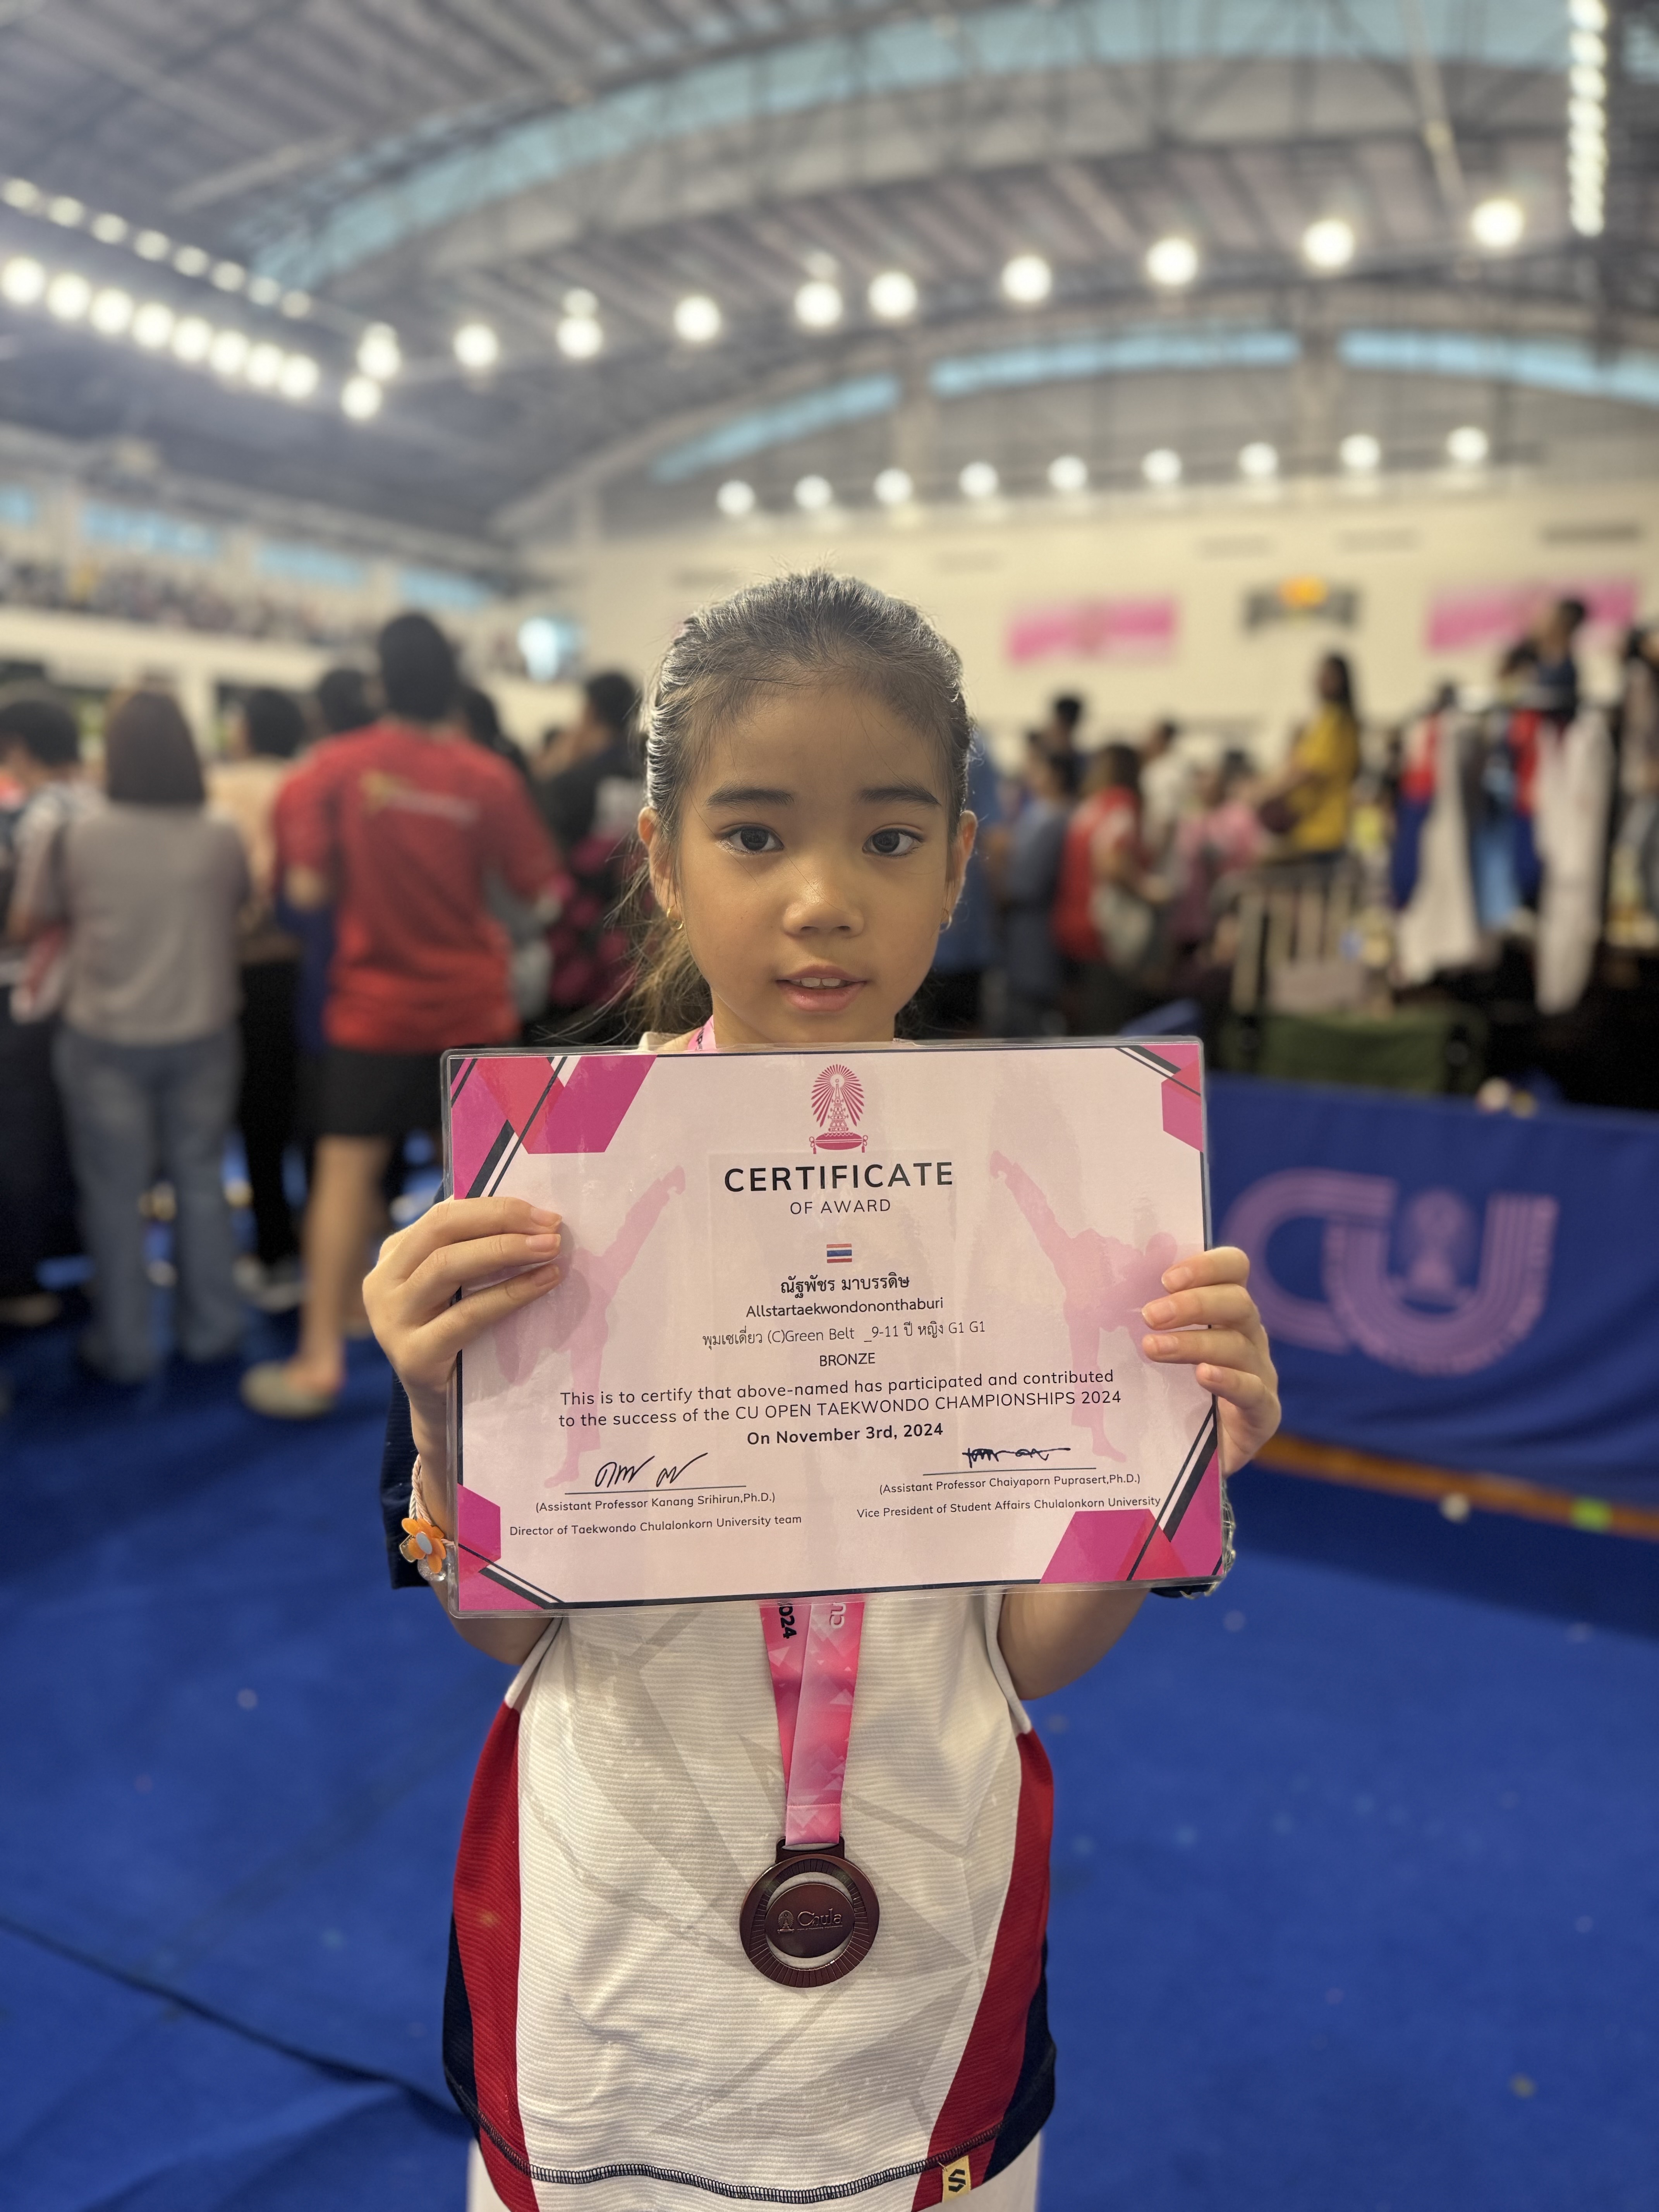 CERTIFICATE
OF AWARD
ณัฐพัชร มาบรรดิษ
Allstartaekwondononthaburi
พุมเซเดี่ยว (C)Green Belt _9-11 ปี หญิง G1 G1
BRONZE
This is to certify that above-named has participated and contributed
to the success of the CU OPEN TAEKWONDO CHAMPIONSHIPS 2024
On November 3rd, 2024
(Assistant Professor Kanang Srihirun,Ph.D.)
Director of Taekwondo Chulalonkorn University team
(Assistant Professor Chaiyaporn Puprasert,Ph.D.)
Vice President of Student Affairs Chulalonkorn University
CU
2024
Chula